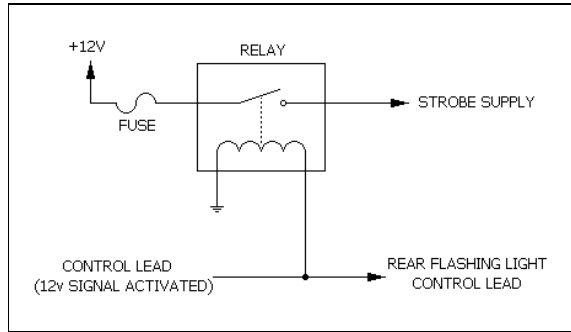 +12V
RELAY
FUSE
STROBE SUPPLY
CONTROL LEAD
(12v SIGNAL ACTIVATED)
REAR FLASHING LIGHT
CONTROL LEAD